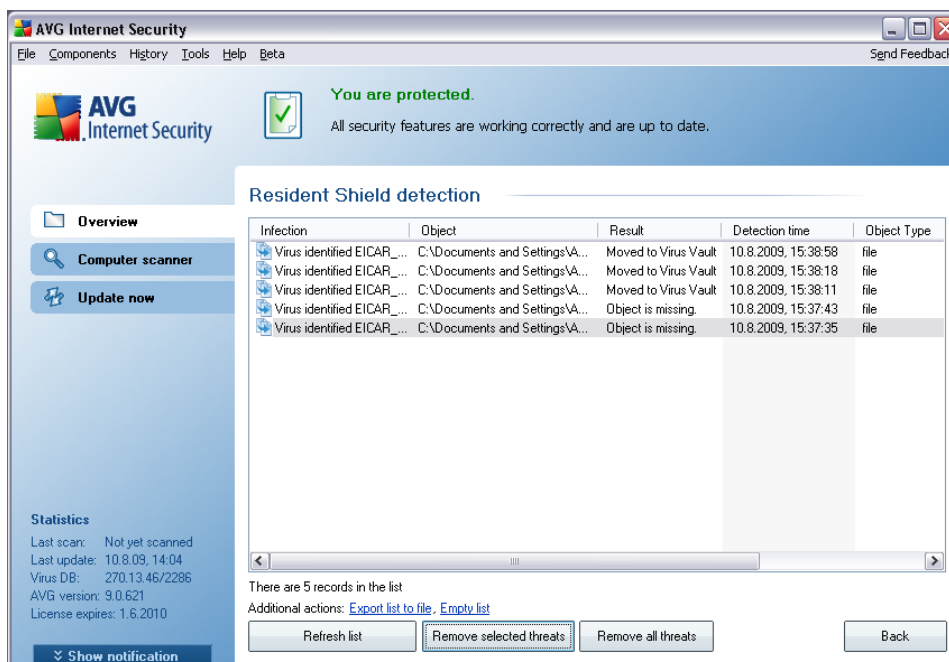 AVG Internet Security
File Components History Tools Help Beta Send Feedback
AVG
Internet Security
You are protected.
All security features are working correctly and are up to date.
Overview
Computer scanner
Update now
Resident Shield detection
Infection Object Result Detection time Object Type
Virus identified EICAR_... C:\Documents and Settings\A... Moved to Virus Vault 10.8.2009, 15:38:58 file
Virus identified EICAR_... C:\Documents and Settings\A... Moved to Virus Vault 10.8.2009, 15:38:18 file
Virus identified EICAR_... C:\Documents and Settings\A... Moved to Virus Vault 10.8.2009, 15:38:11 file
Virus identified EICAR_... C:\Documents and Settings\A... Object is missing. 10.8.2009, 15:37:43 file
Virus identified EICAR_... C:\Documents and Settings\A... Object is missing. 10.8.2009, 15:37:35 file
Statistics
Last scan: Not yet scanned
Last update: 10.8.09, 14:04
Virus DB: 270.13.46/2286
AVG version: 9.0.621
License expires: 1.6.2010
Show notification
There are 5 records in the list
Additional actions: Export list to file, Empty list
Refresh list Remove selected threats Remove all threats Back